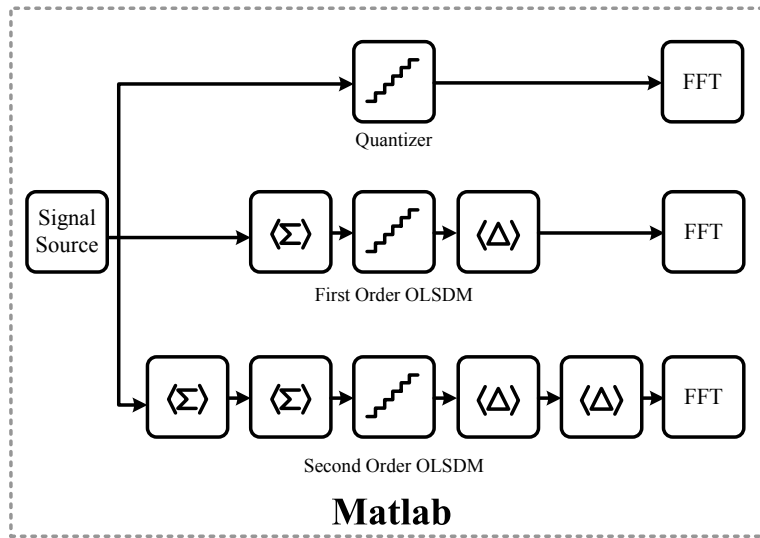 FFT
Quantizer
Signal
Source
⟨Σ⟩
⟨Δ⟩
FFT
First Order OLSDM
⟨Σ⟩
⟨Σ⟩
⟨Δ⟩
⟨Δ⟩
FFT
Second Order OLSDM
Matlab